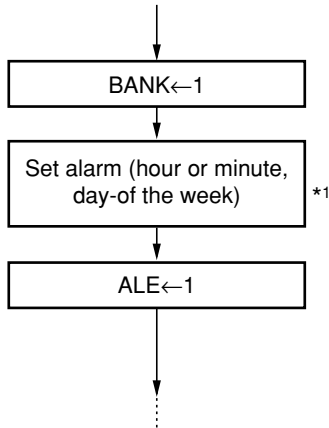 BANK←1
Set alarm (hour or minute,
day-of the week)
*1
ALE←1